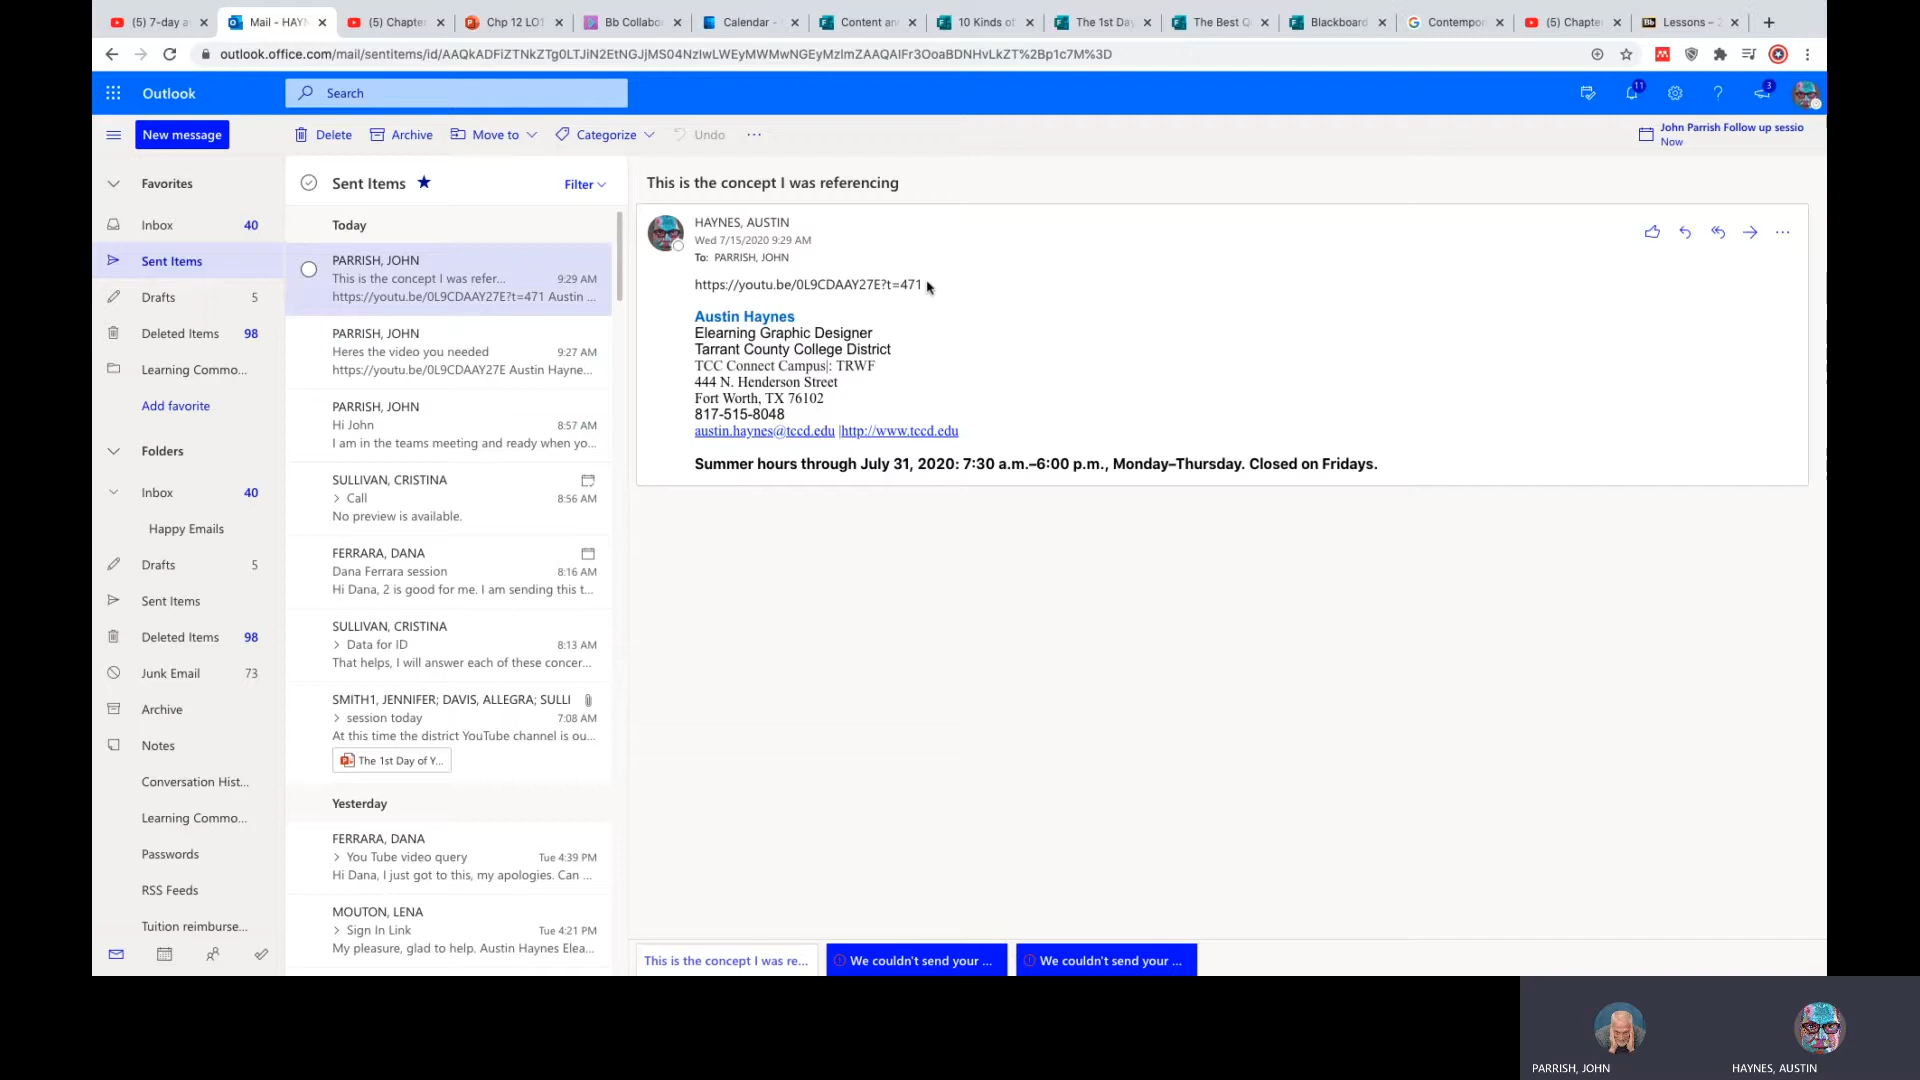 (5) 7-day a
Mail - HAYN
(5) Chapte
Chp 12 LO1
Bb Collabo
Calendar -
Content an
10 Kinds of
The 1st Da
The Best Q
Blackboard
Contempor
(5) Chapte
Lessons – 2
outlook.office.com/mail/sentitems/id/AAQkADFiZTNkZTg0LTJiN2EtNGJjMS04NzIwLWEyMWMwNGEyMzImZAAQAIFr3OoaBDNHvLkZT%2Bp1c7M%3D
Outlook
Search
11
3
New message
Delete
Archive
Move to
Categorize
Undo
John Parrish Follow up sessio
Now
Favorites
Inbox 40
Sent Items
Drafts 5
Deleted Items 98
Learning Commo...
Add favorite
Folders
Inbox 40
Happy Emails
Drafts 5
Sent Items
Deleted Items 98
Junk Email 73
Archive
Notes
Conversation Hist...
Learning Commo...
Passwords
RSS Feeds
Tuition reimburse...
Sent Items
Filter
Today
PARRISH, JOHN
This is the concept I was refer... 9:29 AM
https://youtu.be/0L9CDAAY27E?t=471 Austin ...
PARRISH, JOHN
Heres the video you needed 9:27 AM
https://youtu.be/0L9CDAAY27E Austin Hayne...
PARRISH, JOHN
Hi John 8:57 AM
I am in the teams meeting and ready when yo...
SULLIVAN, CRISTINA
Call 8:56 AM
No preview is available.
FERRARA, DANA
Dana Ferrara session 8:16 AM
Hi Dana, 2 is good for me. I am sending this t...
SULLIVAN, CRISTINA
Data for ID 8:13 AM
That helps, I will answer each of these concer...
SMITH1, JENNIFER; DAVIS, ALLEGRA; SULLI
session today 7:08 AM
At this time the district YouTube channel is ou...
The 1st Day of Y...
Yesterday
FERRARA, DANA
You Tube video query Tue 4:39 PM
Hi Dana, I just got to this, my apologies. Can ...
MOUTON, LENA
Sign In Link Tue 4:21 PM
My pleasure, glad to help. Austin Haynes Elea...
This is the concept I was referencing
HAYNES, AUSTIN
Wed 7/15/2020 9:29 AM
To: PARRISH, JOHN
https://youtu.be/0L9CDAAY27E?t=471
Austin Haynes
Elearning Graphic Designer
Tarrant County College District
TCC Connect Campus|: TRWF
444 N. Henderson Street
Fort Worth, TX 76102
817-515-8048
austin.haynes@tccd.edu |http://www.tccd.edu
Summer hours through July 31, 2020: 7:30 a.m.–6:00 p.m., Monday–Thursday. Closed on Fridays.
This is the concept I was re...
We couldn't send your ...
We couldn't send your ...
PARRISH, JOHN
HAYNES, AUSTIN